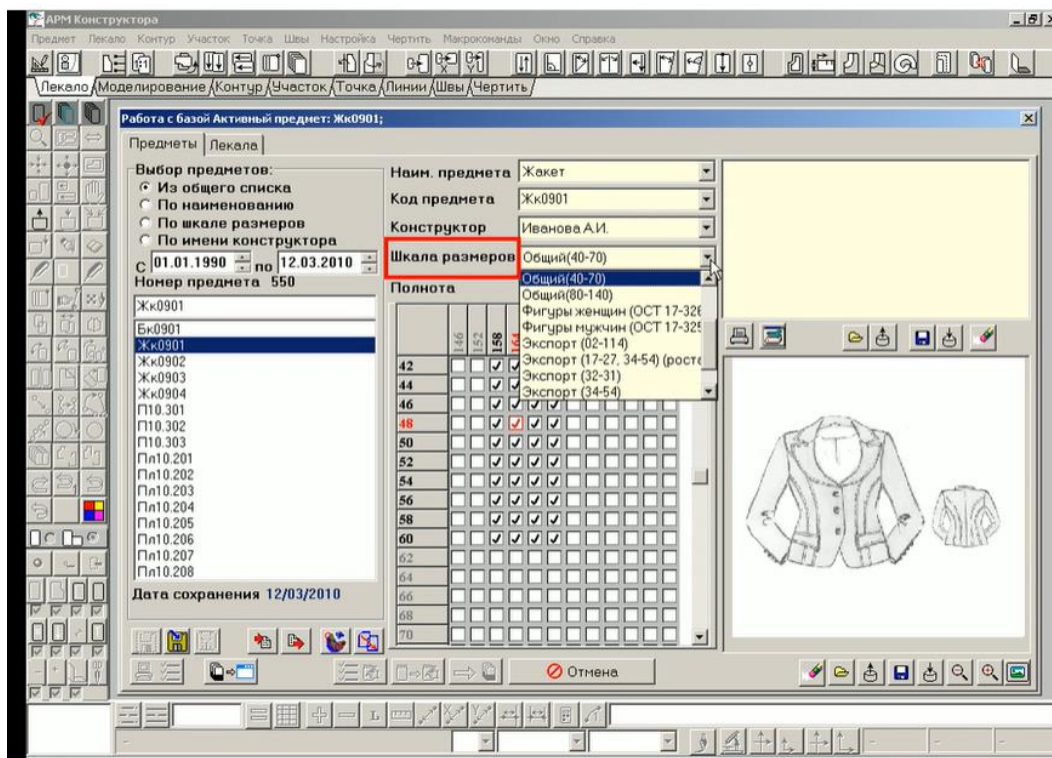 АРМ Конструктора
Предмет Лекало Контур Участок Точка Швы Настройка Чертить Макрокоманды Окно Справка
Лекало Моделирование Контур Участок Точка Линии Швы Чертить
Работа с базой Активный предмет: Жк0901;
Предметы Лекала
Выбор предметов:
Из общего списка
По наименованию
По шкале размеров
По имени конструктора
с 01.01.1990 по 12.03.2010
Номер предмета 550
Жк0901
Бк0901
Жк0901
Жк0902
Жк0903
Жк0904
П10.301
П10.302
П10.303
Пл10.201
Пл10.202
Пл10.203
Пл10.204
Пл10.205
Пл10.206
Пл10.207
Пл10.208
Дата сохранения 12/03/2010
Наим. предмета Жакет
Код предмета Жк0901
Конструктор Иванова А.И.
Шкала размеров Общий(40-70)
Общий(40-70)
Общий(80-140)
Фигуры женщин (ОСТ 17-326
Фигуры мужчин (ОСТ 17-325
Экспорт (02-114)
Экспорт (17-27, 34-54) (росте
Экспорт (32-31)
Экспорт (34-54)
Полнота
146 152 158 164
42
44
46
48
50
52
54
56
58
60
62
64
66
68
70
Отмена